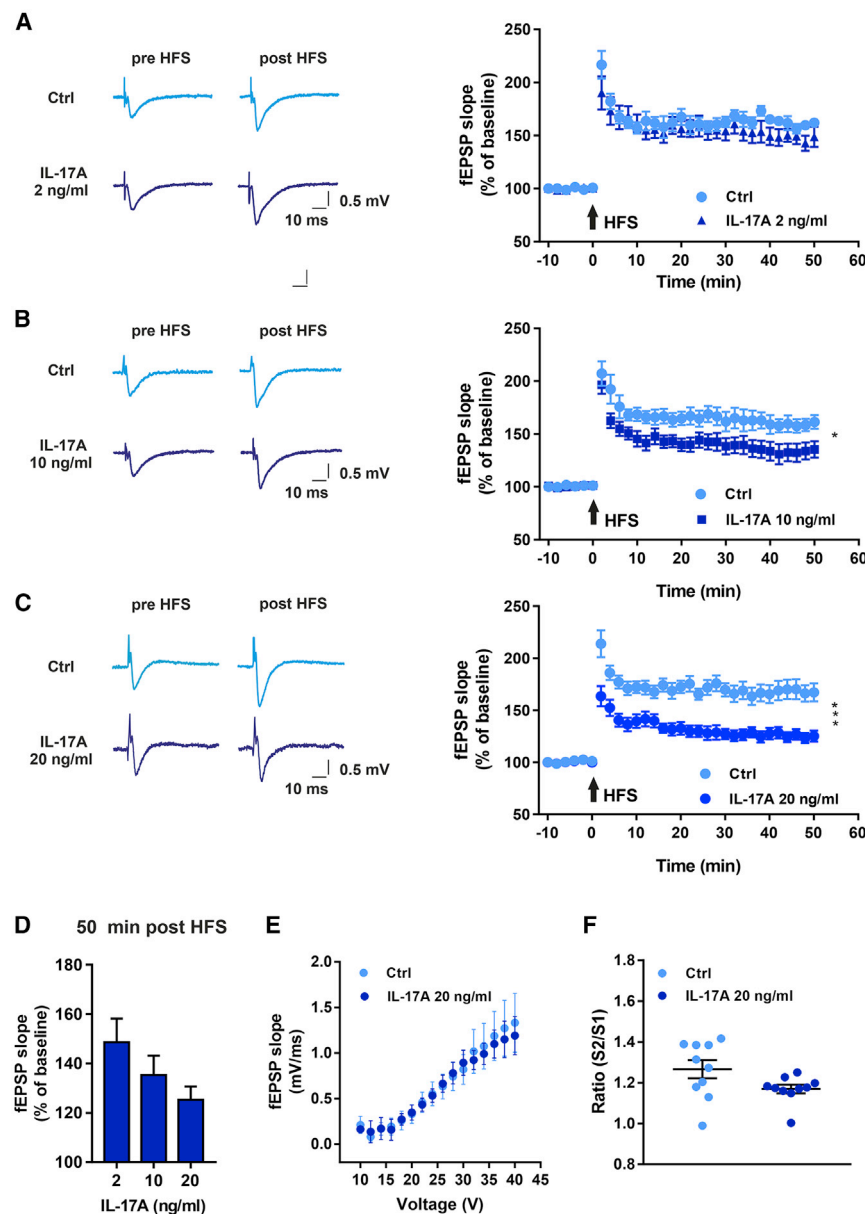 A
pre HFS
post HFS
Ctrl
IL-17A
2 ng/ml
0.5 mV
10 ms
fEPSP slope
(% of baseline)
250
200
150
100
50
-10
0
10
20
30
40
50
60
Time (min)
HFS
Ctrl
IL-17A 2 ng/ml
B
pre HFS
post HFS
Ctrl
IL-17A
10 ng/ml
0.5 mV
10 ms
fEPSP slope
(% of baseline)
250
200
150
100
50
-10
0
10
20
30
40
50
60
Time (min)
HFS
Ctrl
IL-17A 10 ng/ml
*
C
pre HFS
post HFS
Ctrl
IL-17A
20 ng/ml
0.5 mV
10 ms
fEPSP slope
(% of baseline)
250
200
150
100
50
-10
0
10
20
30
40
50
60
Time (min)
HFS
Ctrl
IL-17A 20 ng/ml
***
D
50 min post HFS
fEPSP slope
(% of baseline)
180
160
140
120
100
2
10
20
IL-17A (ng/ml)
E
Ctrl
IL-17A 20 ng/ml
fEPSP slope
(mV/ms)
2.0
1.5
1.0
0.5
0.0
5
10
15
20
25
30
35
40
45
Voltage (V)
F
Ctrl
IL-17A 20 ng/ml
Ratio (S2/S1)
1.8
1.6
1.4
1.2
1.0
0.8